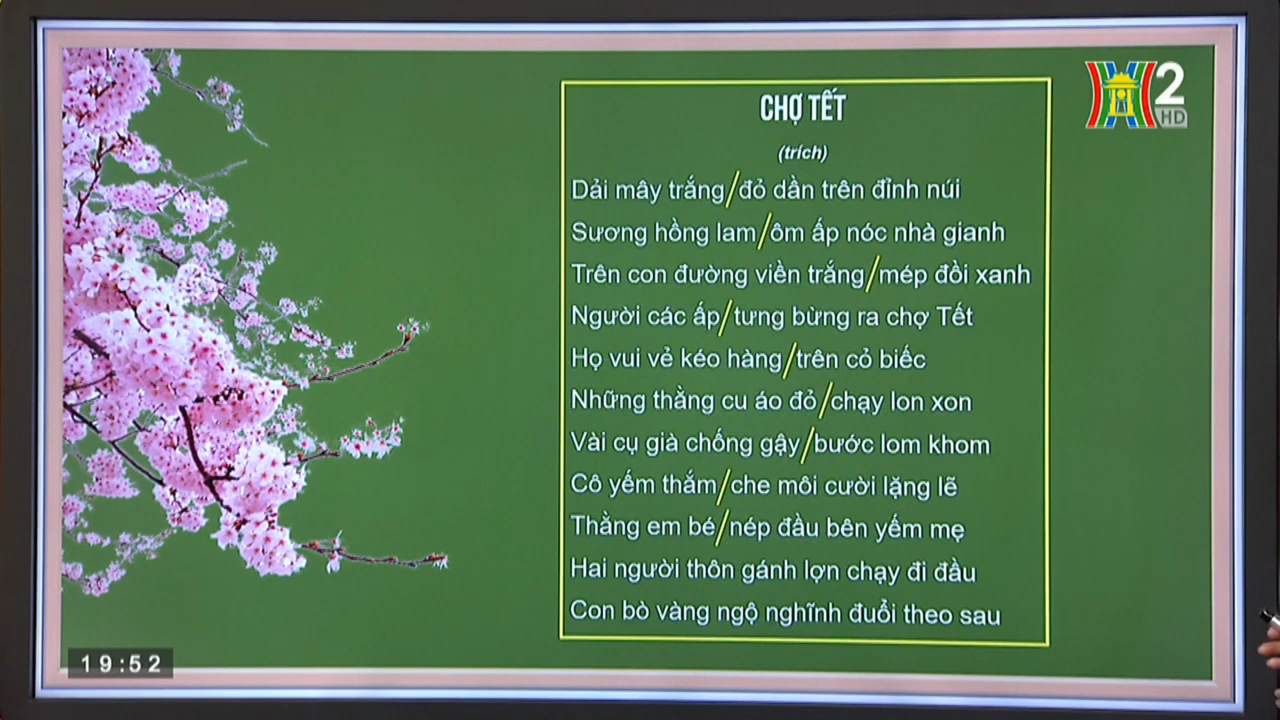 CHỢ TẾT
(trích)
Dải mây trắng/đỏ dần trên đỉnh núi
Sương hồng lam/ôm ấp nóc nhà gianh
Trên con đường viền trắng/mép đồi xanh
Người các ấp/tưng bừng ra chợ Tết
Họ vui vẻ kéo hàng/trên cỏ biếc
Những thằng cu áo đỏ/chạy lon xon
Vài cụ già chống gậy/bước lom khom
Cô yếm thắm/che môi cười lặng lẽ
Thằng em bé/nép đầu bên yếm mẹ
Hai người thôn gánh lợn chạy đi đầu
Con bò vàng ngộ nghĩnh đuổi theo sau
H2
HD
19:52